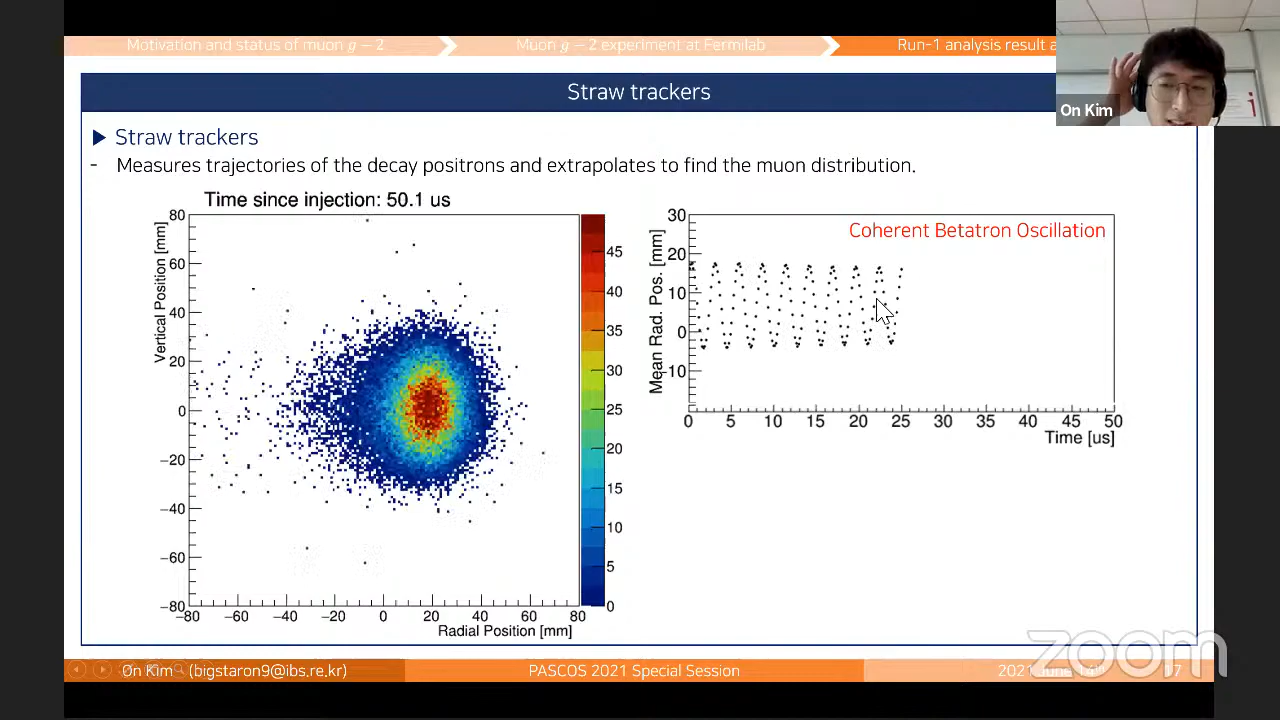 Motivation and status of muon g − 2
Muon g − 2 experiment at Fermilab
Run-1 analysis result a
On Kim
Straw trackers
Straw trackers
- Measures trajectories of the decay positrons and extrapolates to find the muon distribution.
Time since injection: 50.1 us
Vertical Position [mm]
80
60
40
20
0
−20
−40
−60
−80
−80 −60 −40 −20 0 20 40 60 80
Radial Position [mm]
45
40
35
30
25
20
15
10
5
0
Coherent Betatron Oscillation
Mean Rad. Pos. [mm]
30
20
10
0
−10
0 5 10 15 20 25 30 35 40 45 50
Time [us]
zoom
On Kim (bigstaron9@ibs.re.kr)
PASCOS 2021 Special Session
2021 June 14th
17